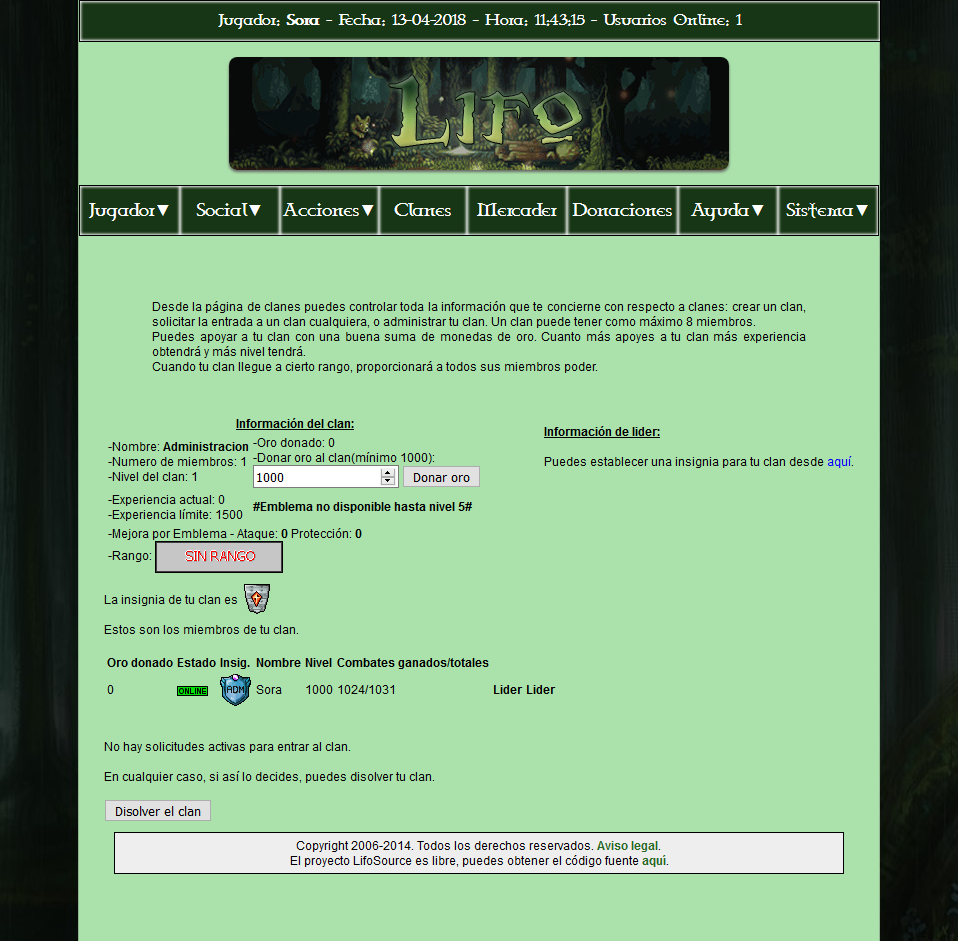 Jugador: Sora - Fecha: 13-04-2018 - Hora: 11:43:15 - Usuarios Online: 1
Lifo
Jugador▼ Social▼ Acciones▼ Clanes Mercader Donaciones Ayuda▼ Sistema▼
Desde la página de clanes puedes controlar toda la información que te concierne con respecto a clanes: crear un clan,
solicitar la entrada a un clan cualquiera, o administrar tu clan. Un clan puede tener como máximo 8 miembros.
Puedes apoyar a tu clan con una buena suma de monedas de oro. Cuanto más apoyes a tu clan más experiencia
obtendrá y más nivel tendrá.
Cuando tu clan llegue a cierto rango, proporcionará a todos sus miembros poder.
Información del clan:
-Nombre: Administracion
-Numero de miembros: 1
-Nivel del clan: 1
-Oro donado: 0
-Donar oro al clan(mínimo 1000):
1000 Donar oro
-Experiencia actual: 0
-Experiencia límite: 1500
#Emblema no disponible hasta nivel 5#
-Mejora por Emblema - Ataque: 0 Protección: 0
-Rango: SIN RANGO
Información de lider:
Puedes establecer una insignia para tu clan desde aquí.
La insignia de tu clan es
Estos son los miembros de tu clan.
Oro donado Estado Insig. Nombre Nivel Combates ganados/totales
0 ONLINE ADM Sora 1000 1024/1031 Lider Lider
No hay solicitudes activas para entrar al clan.
En cualquier caso, si así lo decides, puedes disolver tu clan.
Disolver el clan
Copyright 2006-2014. Todos los derechos reservados. Aviso legal.
El proyecto LifoSource es libre, puedes obtener el código fuente aquí.